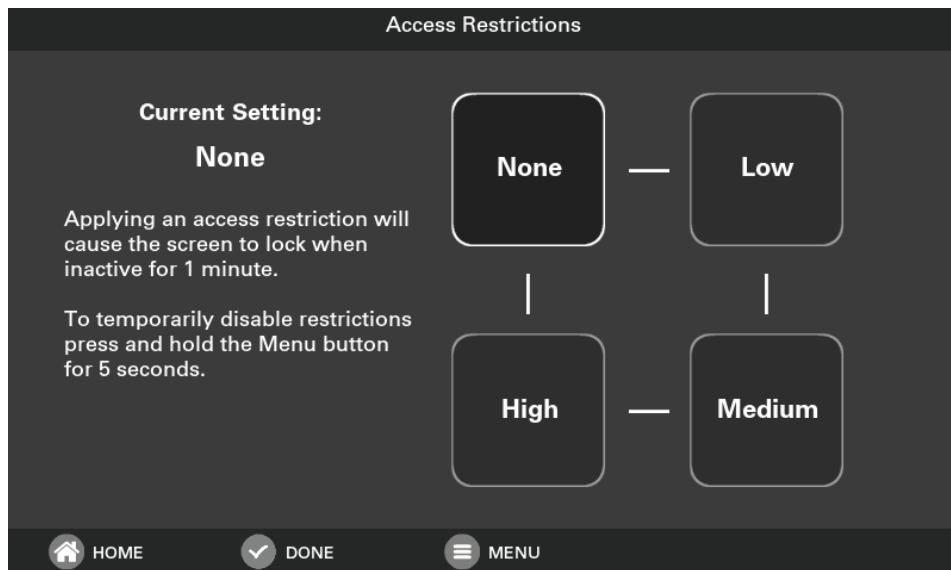 Access Restrictions
Current Setting:
None
Applying an access restriction will
cause the screen to lock when
inactive for 1 minute.
To temporarily disable restrictions
press and hold the Menu button
for 5 seconds.
None
Low
High
Medium
HOME
DONE
MENU